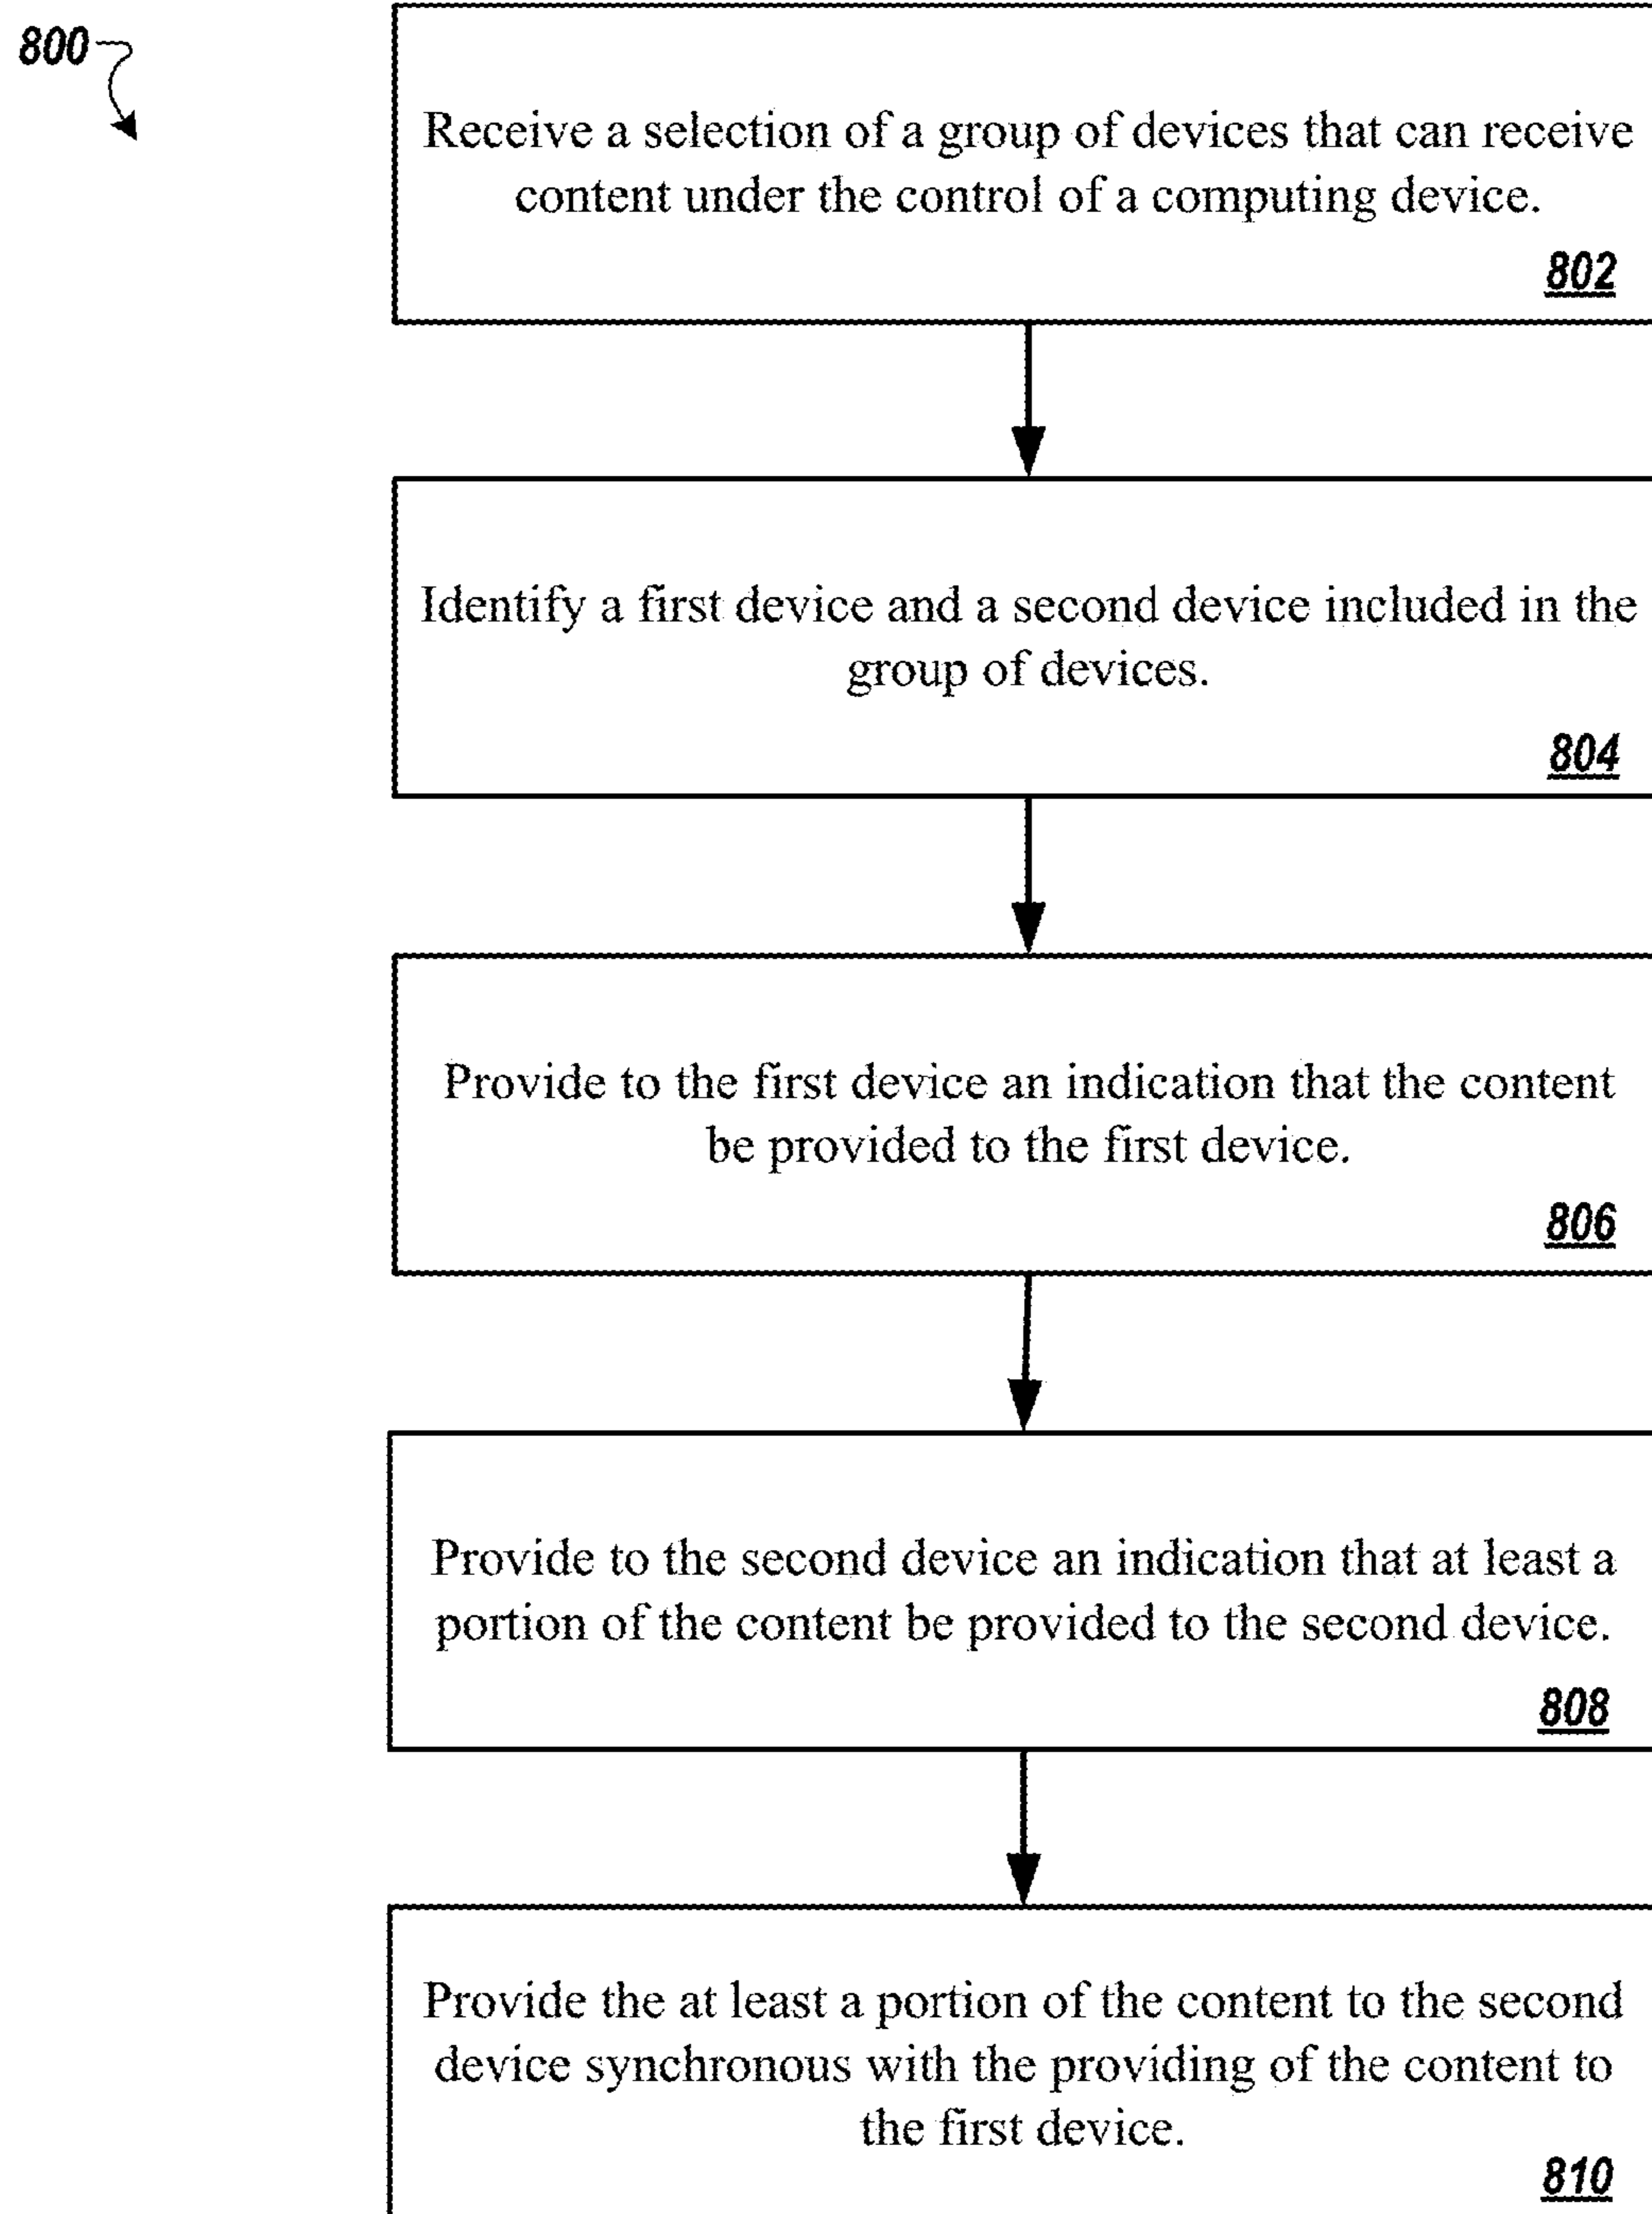 800
Receive a selection of a group of devices that can receive
content under the control of a computing device.
802
Identify a first device and a second device included in the
group of devices.
804
Provide to the first device an indication that the content
be provided to the first device.
806
Provide to the second device an indication that at least a
portion of the content be provided to the second device.
808
Provide the at least a portion of the content to the second
device synchronous with the providing of the content to
the first device.
810